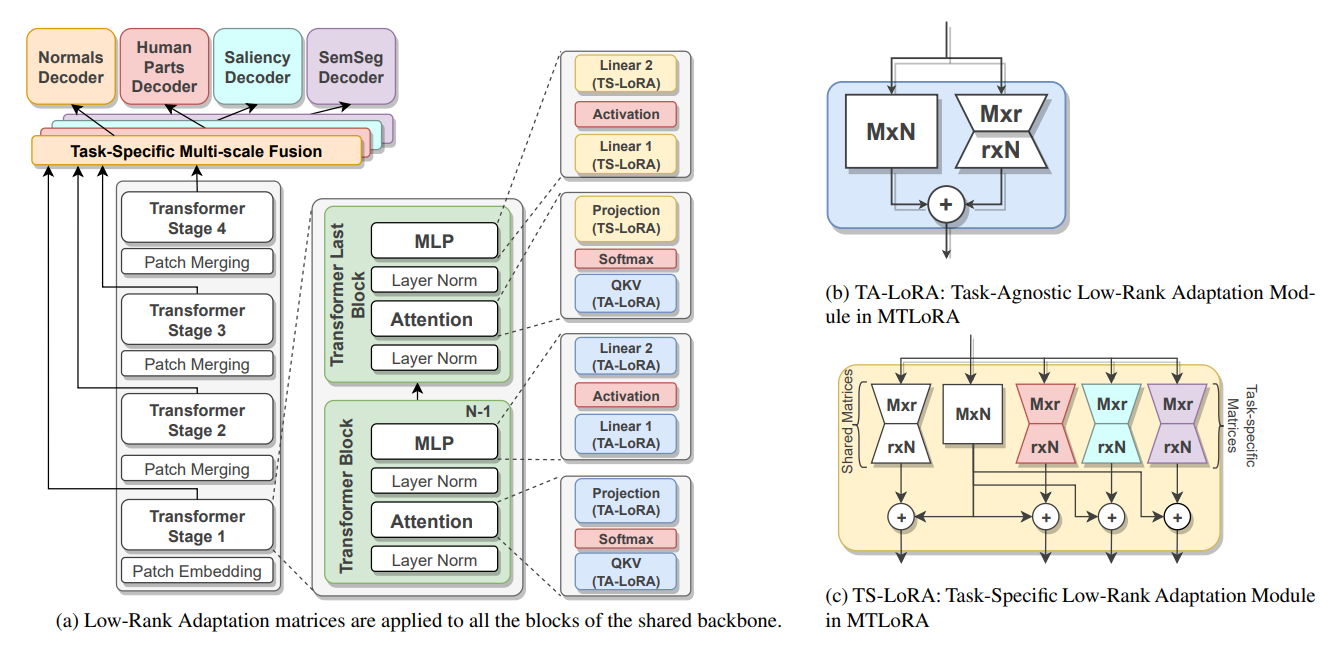 Normals
Decoder
Human
Parts
Decoder
Saliency
Decoder
SemSeg
Decoder
Task-Specific Multi-scale Fusion
Transformer
Stage 4
Patch Merging
Transformer
Stage 3
Patch Merging
Transformer
Stage 2
Patch Merging
Transformer
Stage 1
Patch Embedding
Transformer Last
Block
MLP
Layer Norm
Attention
Layer Norm
N-1
Transformer Block
MLP
Layer Norm
Attention
Layer Norm
Linear 2
(TS-LoRA)
Activation
Linear 1
(TS-LoRA)
Projection
(TS-LoRA)
Softmax
QKV
(TA-LoRA)
Linear 2
(TA-LoRA)
Activation
Linear 1
(TA-LoRA)
Projection
(TA-LoRA)
Softmax
QKV
(TA-LoRA)
(a) Low-Rank Adaptation matrices are applied to all the blocks of the shared backbone.
MxN
Mxr
rxN
+
(b) TA-LoRA: Task-Agnostic Low-Rank Adaptation Mod-
ule in MTLoRA
Shared Matrices
Mxr
rxN
MxN
Mxr
rxN
Mxr
rxN
Mxr
rxN
Task-specific
Matrices
+
+
+
+
(c) TS-LoRA: Task-Specific Low-Rank Adaptation Module
in MTLoRA